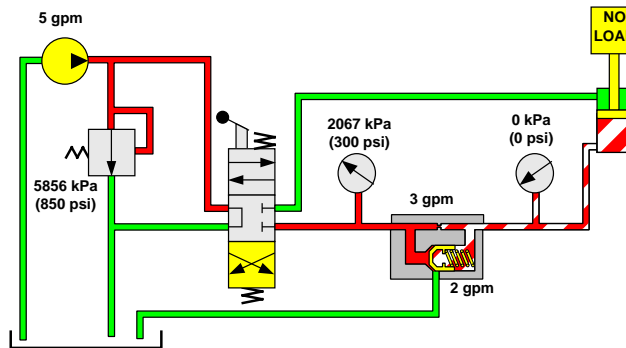 5 gpm
NO
LOAD
2067 kPa
(300 psi)
0 kPa
(0 psi)
5856 kPa
(850 psi)
3 gpm
2 gpm